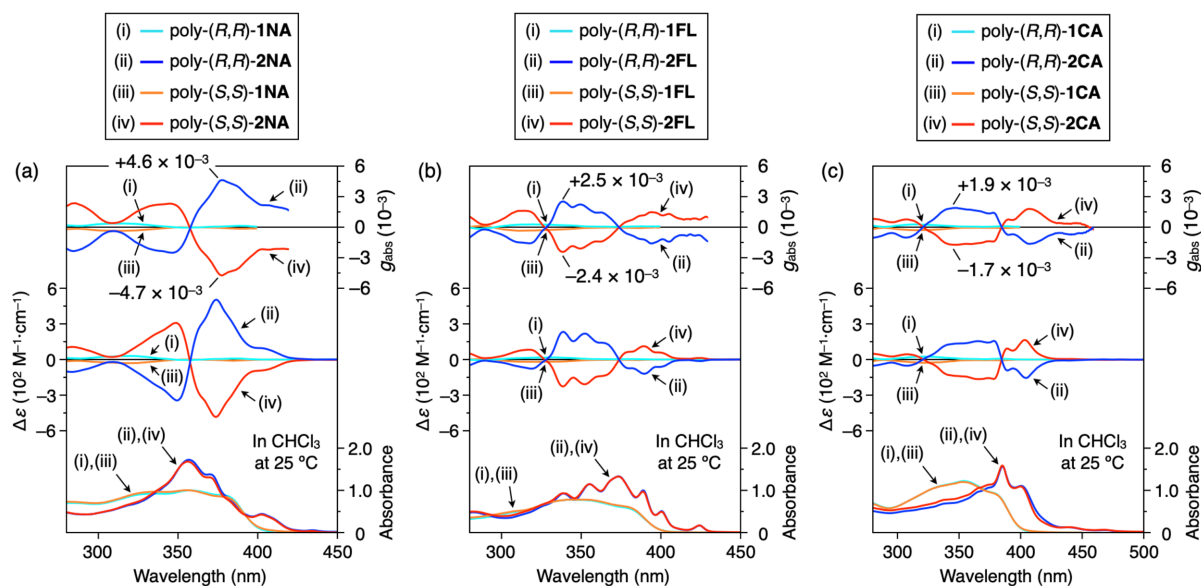 (i) poly-(R,R)-1NA
(ii) poly-(R,R)-2NA
(iii) poly-(S,S)-1NA
(iv) poly-(S,S)-2NA
(i) poly-(R,R)-1FL
(ii) poly-(R,R)-2FL
(iii) poly-(S,S)-1FL
(iv) poly-(S,S)-2FL
(i) poly-(R,R)-1CA
(ii) poly-(R,R)-2CA
(iii) poly-(S,S)-1CA
(iv) poly-(S,S)-2CA
(a)
+4.6 × 10⁻³
(i)
(ii)
(iii)
(iv)
−4.7 × 10⁻³
6
3
0
−3
−6
gabs (10⁻³)
6
3
0
−3
−6
Δε (10² M⁻¹·cm⁻¹)
(i)
(ii)
(iii)
(iv)
(ii),(iv)
(i),(iii)
In CHCl₃
at 25 ºC
2.0
1.0
0
Absorbance
300
350
400
450
Wavelength (nm)
(b)
+2.5 × 10⁻³
(i)
(iv)
(iii)
(ii)
−2.4 × 10⁻³
6
3
0
−3
−6
gabs (10⁻³)
6
3
0
−3
−6
Δε (10² M⁻¹·cm⁻¹)
(i)
(iv)
(iii)
(ii)
(ii),(iv)
(i),(iii)
In CHCl₃
at 25 ºC
2.0
1.0
0
Absorbance
300
350
400
450
Wavelength (nm)
(c)
+1.9 × 10⁻³
(i)
(iv)
(iii)
(ii)
−1.7 × 10⁻³
6
3
0
−3
−6
gabs (10⁻³)
6
3
0
−3
−6
Δε (10² M⁻¹·cm⁻¹)
(i)
(iv)
(iii)
(ii)
(ii),(iv)
(i),(iii)
In CHCl₃
at 25 ºC
2.0
1.0
0
Absorbance
300
350
400
450
500
Wavelength (nm)